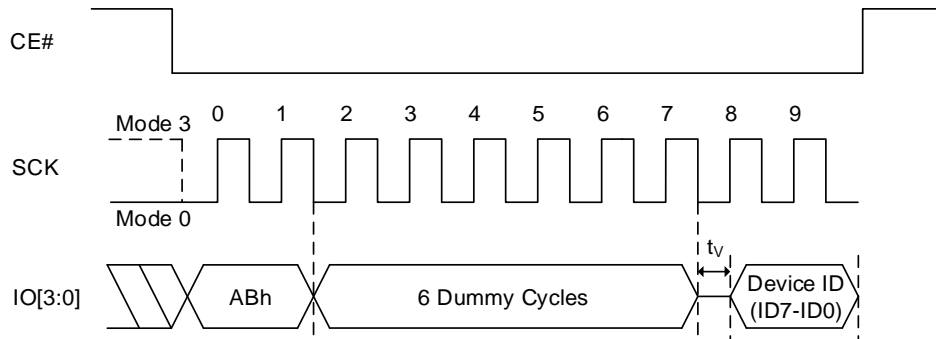 CE#
0 1 2 3 4 5 6 7 8 9
Mode 3
SCK
Mode 0
tV
IO[3:0]
ABh
6 Dummy Cycles
Device ID
(ID7-ID0)